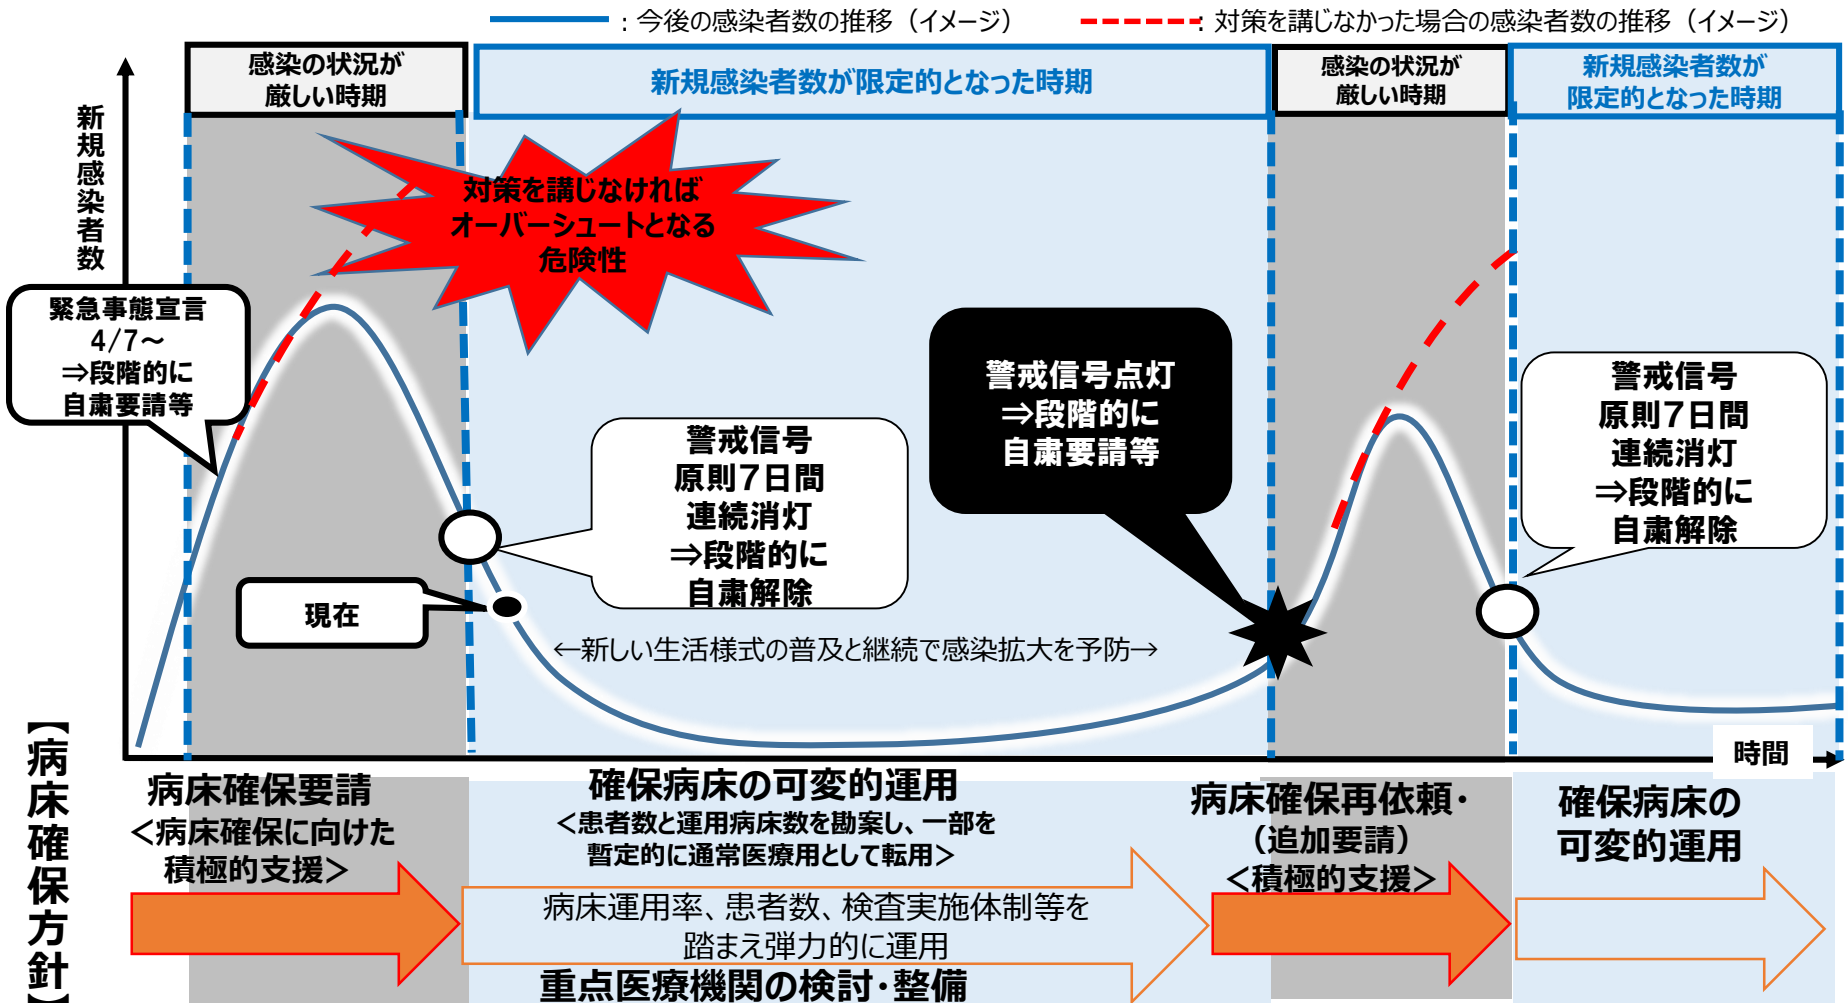 ：今後の感染者数の推移（イメージ）
：対策を講じなかった場合の感染者数の推移（イメージ）
感染の状況が
厳しい時期
新規感染者数が限定的となった時期
感染の状況が
厳しい時期
新規感染者数が
限定的となった時期
新規感染者数
対策を講じなければ
オーバーシュートとなる
危険性
緊急事態宣言
4/7～
⇒段階的に
自粛要請等
警戒信号
原則７日間
連続消灯
⇒段階的に
自粛解除
警戒信号点灯
⇒段階的に
自粛要請等
警戒信号
原則７日間
連続消灯
⇒段階的に
自粛解除
現在
←新しい生活様式の普及と継続で感染拡大を予防→
時間
【病床確保方針】
病床確保要請
＜病床確保に向けた
積極的支援＞
確保病床の可変的運用
＜患者数と運用病床数を勘案し、一部を
暫定的に通常医療用として転用＞
病床運用率、患者数、検査実施体制等を
踏まえ弾力的に運用
重点医療機関の検討・整備
病床確保再依頼・
（追加要請）
＜積極的支援＞
確保病床の
可変的運用